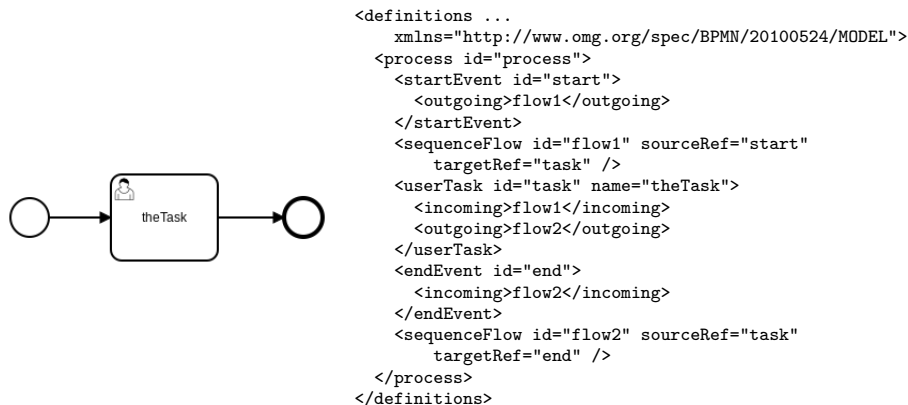 theTask
<definitions ...
    xmlns="http://www.omg.org/spec/BPMN/20100524/MODEL">
  <process id="process">
    <startEvent id="start">
      <outgoing>flow1</outgoing>
    </startEvent>
    <sequenceFlow id="flow1" sourceRef="start"
        targetRef="task" />
    <userTask id="task" name="theTask">
      <incoming>flow1</incoming>
      <outgoing>flow2</outgoing>
    </userTask>
    <endEvent id="end">
      <incoming>flow2</incoming>
    </endEvent>
    <sequenceFlow id="flow2" sourceRef="task"
        targetRef="end" />
  </process>
</definitions>